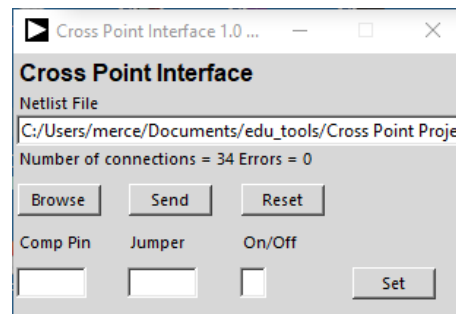 Cross Point Interface 1.0 ...
Cross Point Interface
Netlist File
C:/Users/merce/Documents/edu_tools/Cross Point Proje
Number of connections = 34 Errors = 0
Browse Send Reset
Comp Pin Jumper On/Off
Set